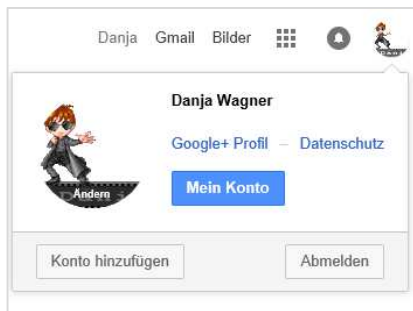 Danja Gmail Bilder
Danja Wagner
Google+ Profil – Datenschutz
Ändern
Mein Konto
Konto hinzufügen Abmelden